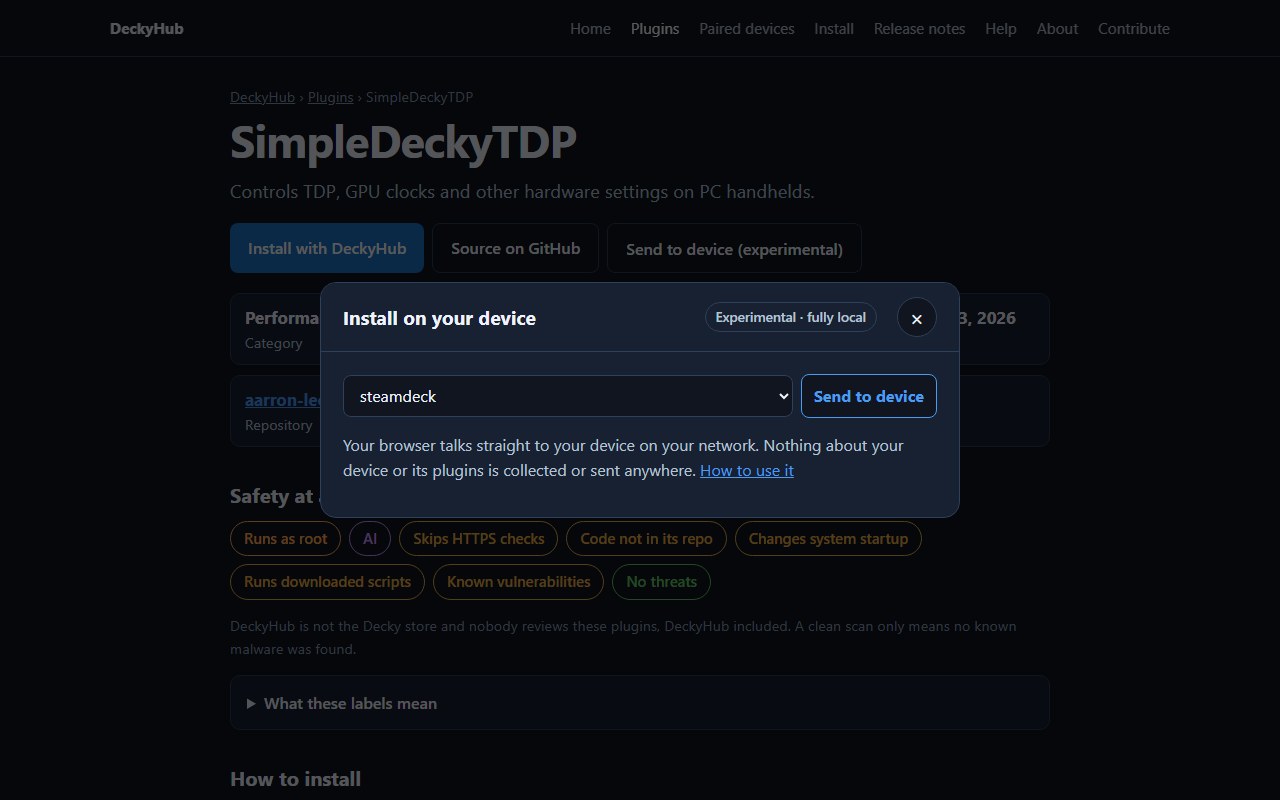 DeckyHub
Home Plugins Paired devices Install Release notes Help About Contribute
DeckyHub › Plugins › SimpleDeckyTDP
SimpleDeckyTDP
Controls TDP, GPU clocks and other hardware settings on PC handhelds.
Install with DeckyHub Source on GitHub Send to device (experimental)
Install on your device Experimental · fully local ×
3, 2026
Category
steamdeck Send to device
Repository
Your browser talks straight to your device on your network. Nothing about your
device or its plugins is collected or sent anywhere. How to use it
Safety at
Runs as root AI Skips HTTPS checks Code not in its repo Changes system startup
Runs downloaded scripts Known vulnerabilities No threats
DeckyHub is not the Decky store and nobody reviews these plugins, DeckyHub included. A clean scan only means no known
malware was found.
What these labels mean
How to install